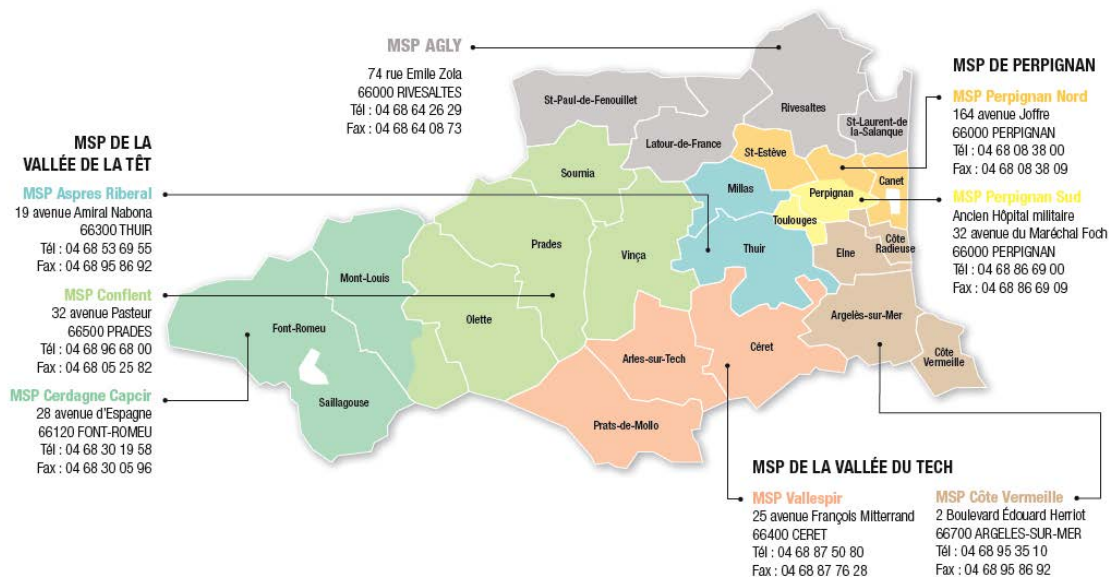 MSP AGLY
74 rue Emile Zola
66000 RIVESALTES
Tél : 04 68 64 26 29
Fax : 04 68 64 08 73
MSP DE PERPIGNAN
MSP Perpignan Nord
164 avenue Joffre
66000 PERPIGNAN
Tél : 04 68 08 38 00
Fax : 04 68 08 38 09
MSP Perpignan Sud
Ancien Hôpital militaire
32 avenue du Maréchal Foch
66000 PERPIGNAN
Tél : 04 68 86 69 00
Fax : 04 68 86 69 09
MSP DE LA
VALLÉE DE LA TÊT
MSP Aspres Riberal
19 avenue Amiral Nabona
66300 THUIR
Tél : 04 68 53 69 55
Fax : 04 68 95 86 92
MSP Conflent
32 avenue Pasteur
66500 PRADES
Tél : 04 68 96 68 00
Fax : 04 68 05 25 82
MSP Cerdagne Capcir
28 avenue d'Espagne
66120 FONT-ROMEU
Tél : 04 68 30 19 58
Fax : 04 68 30 05 96
St-Paul-de-Fenouillet
Rivesaltes
St-Laurent-de
la-Salanque
Latour-de-France
St-Estève
Sournia
Millas
Perpignan
Canet
Toulouges
Prades
Vinça
Thuir
Elne
Côte
Radieuse
Mont-Louis
Olette
Font-Romeu
Argelès-sur-Mer
Arles-sur-Tech
Céret
Côte
Vermeille
Saillagouse
Prats-de-Mollo
MSP DE LA VALLÉE DU TECH
MSP Vallespir
25 avenue François Mitterrand
66400 CERET
Tél : 04 68 87 50 80
Fax : 04 68 87 76 28
MSP Côte Vermeille
2 Boulevard Édouard Herriot
66700 ARGELES-SUR-MER
Tél : 04 68 95 35 10
Fax : 04 68 95 86 92